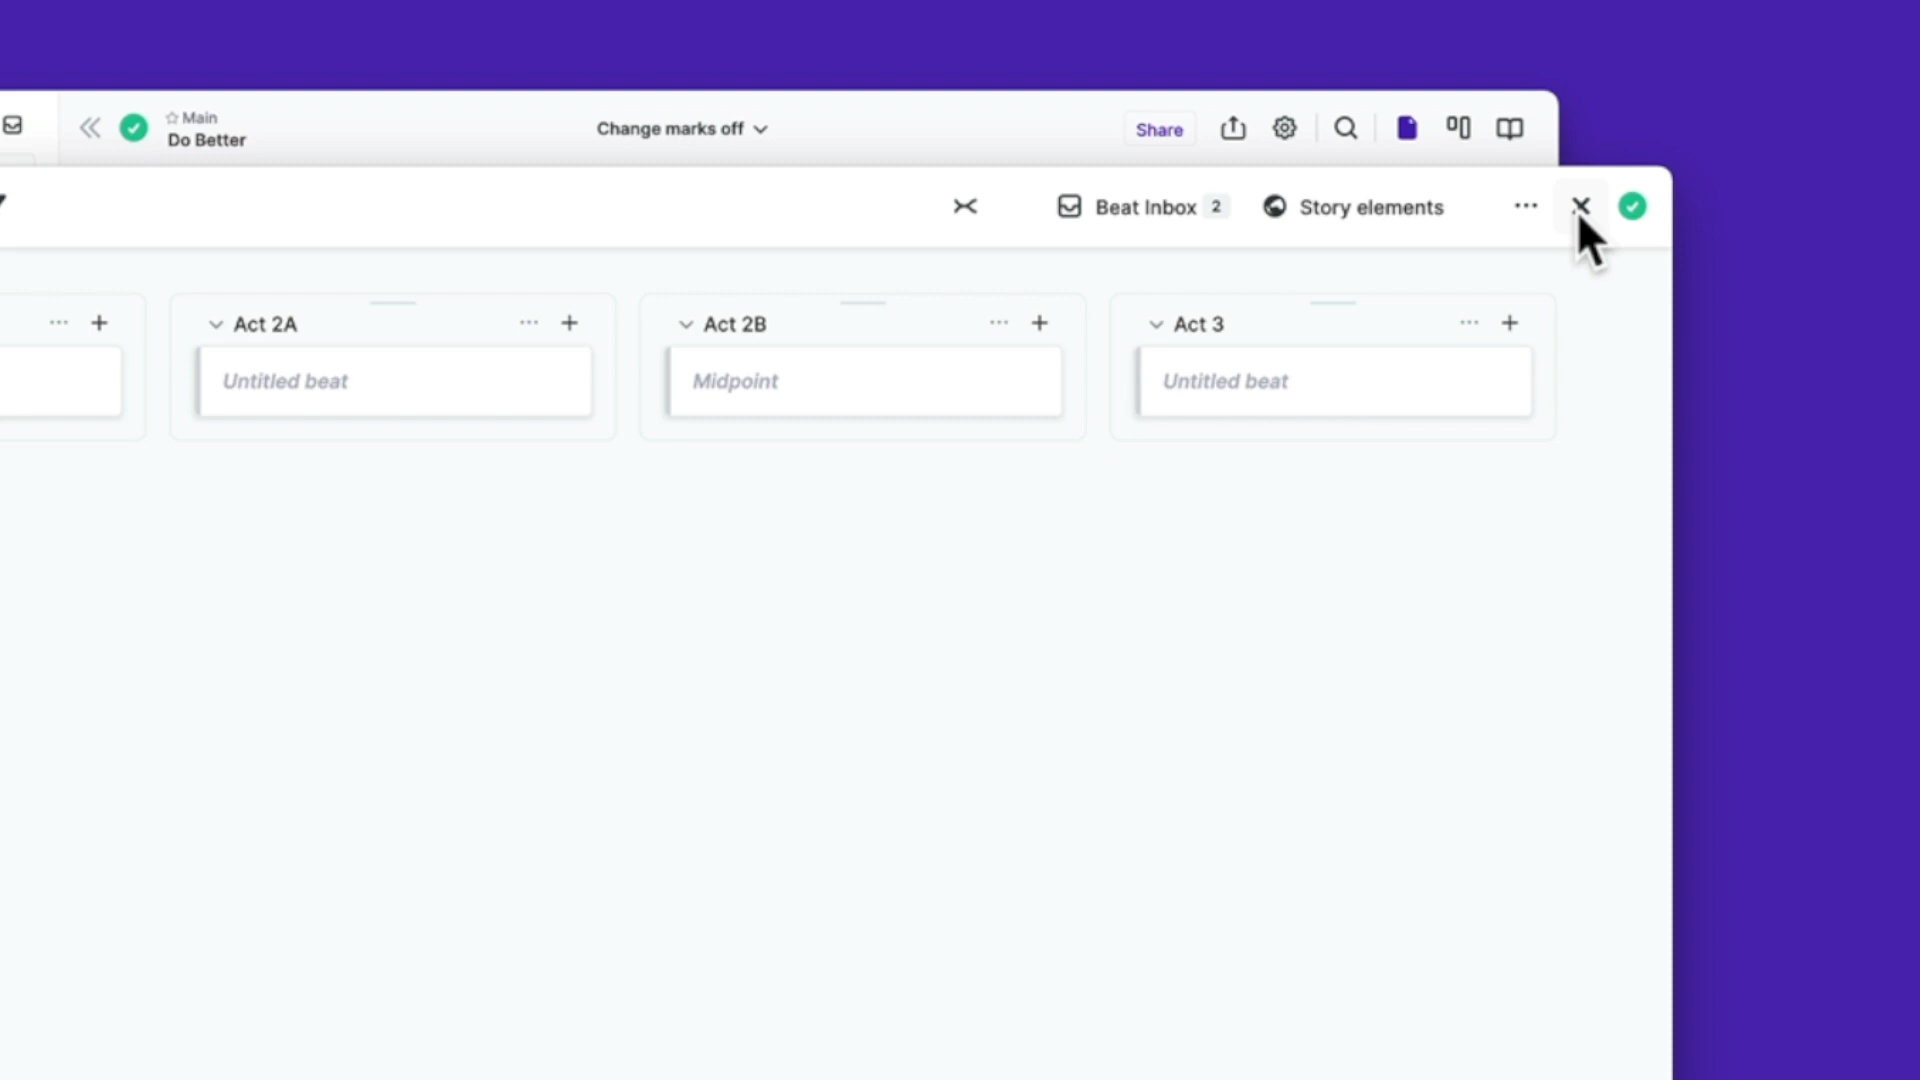 Main
Do Better
Change marks off
Share
Beat Inbox 2
Story elements
Act 2A
Act 2B
Act 3
Untitled beat
Midpoint
Untitled beat